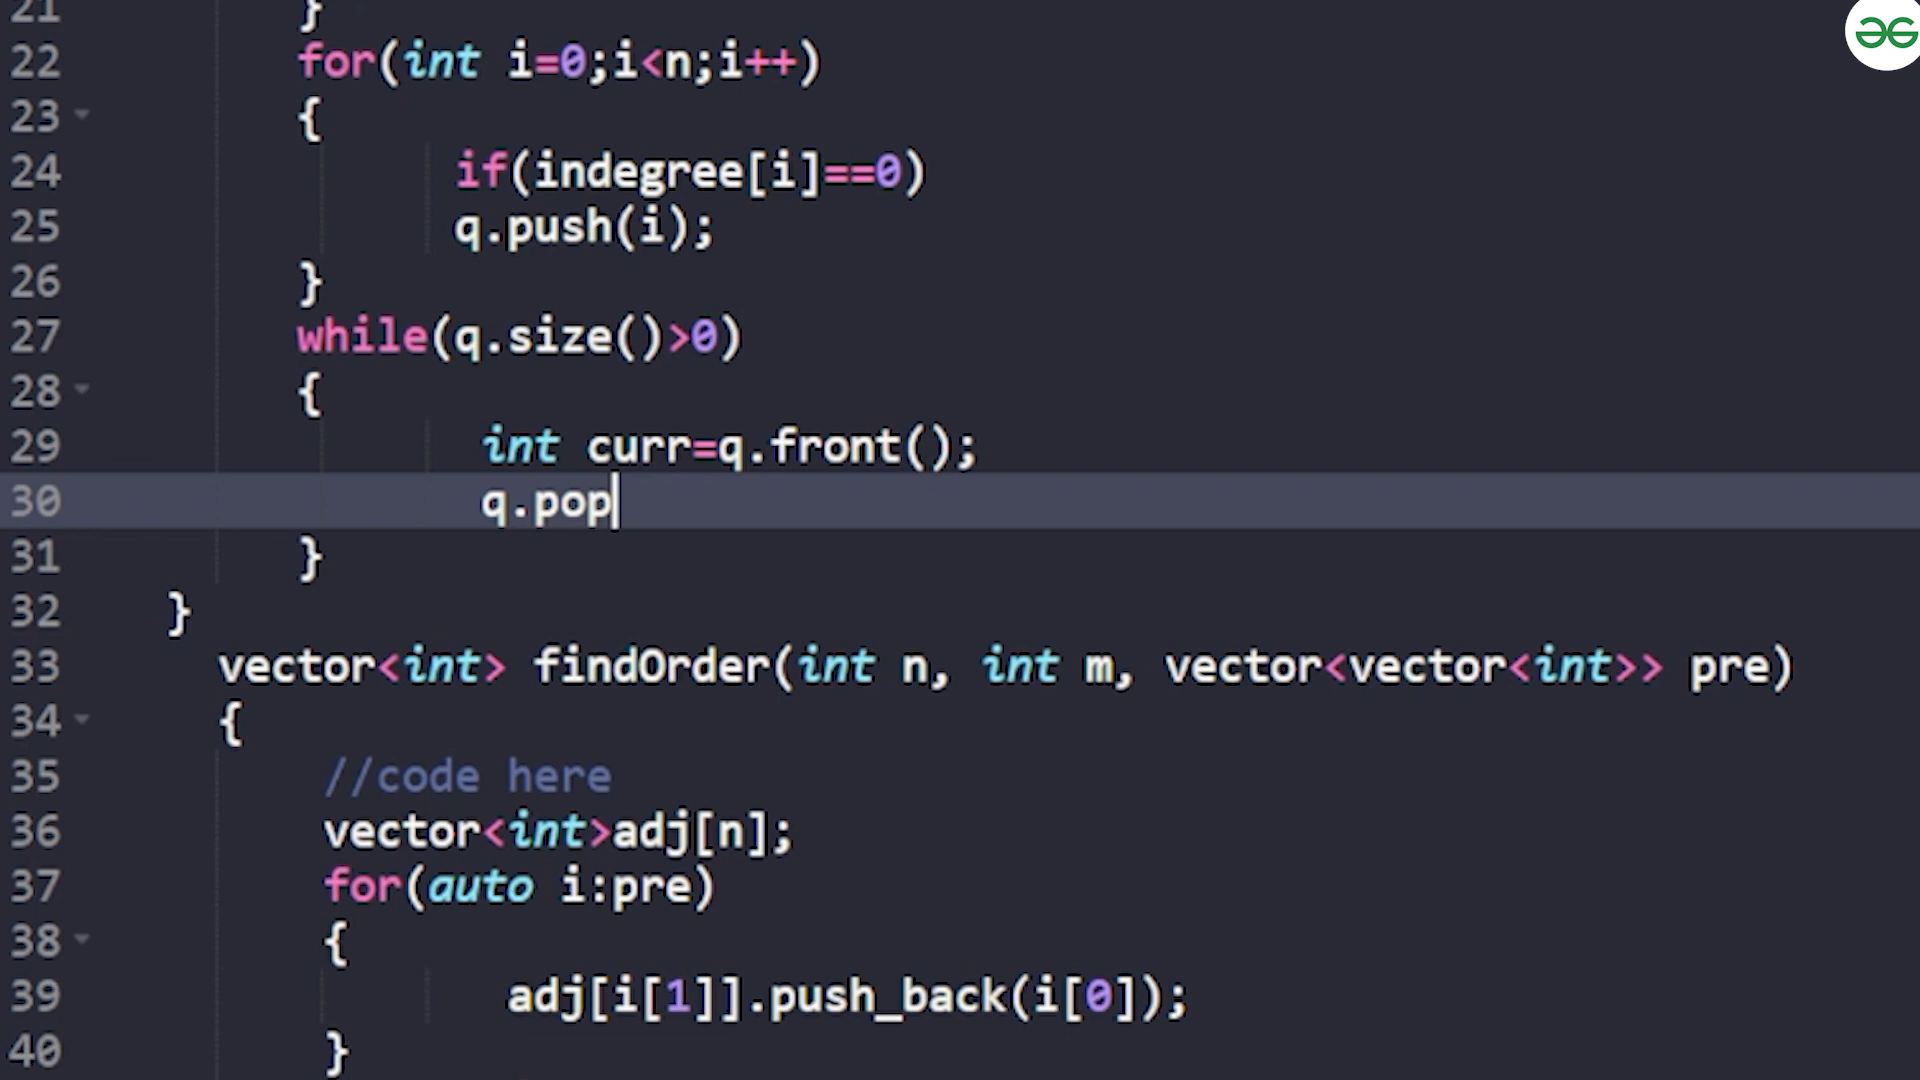 21 }
22 for(int i=0;i<n;i++)
23 {
24 if(indegree[i]==0)
25 q.push(i);
26 }
27 while(q.size()>0)
28 {
29 int curr=q.front();
30 q.pop
31 }
32 }
33 vector<int> findOrder(int n, int m, vector<vector<int>> pre)
34 {
35 //code here
36 vector<int>adj[n];
37 for(auto i:pre)
38 {
39 adj[i[1]].push_back(i[0]);
40 }